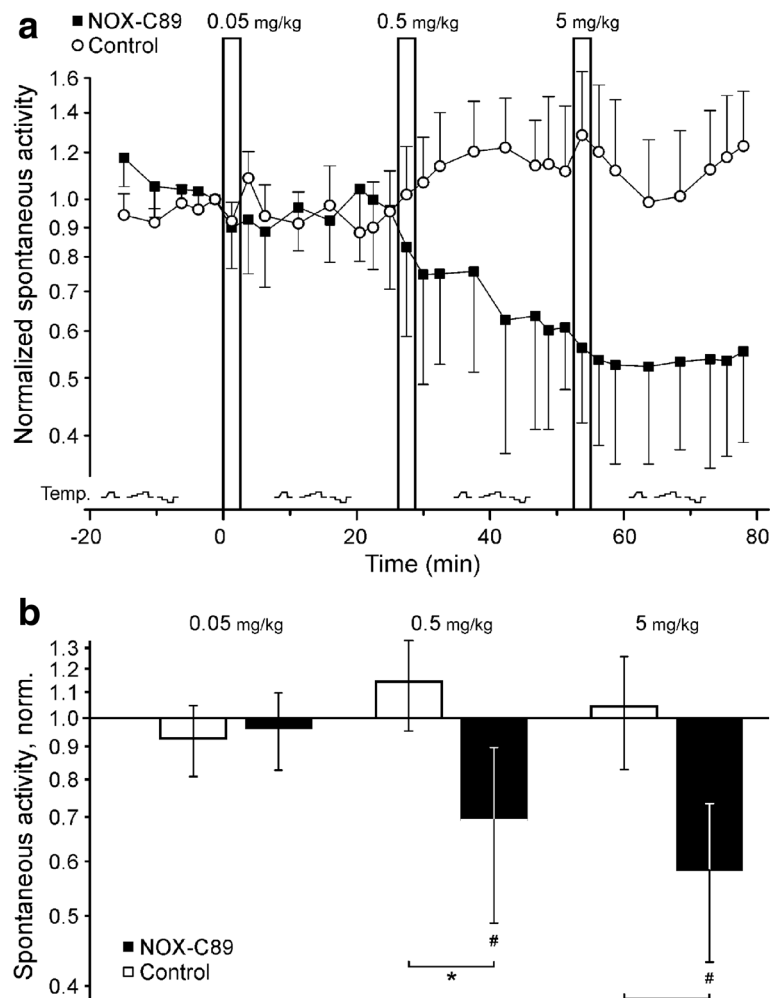 a
NOX-C89
Control
0.05 mg/kg
0.5 mg/kg
5 mg/kg
Normalized spontaneous activity
1.6
1.4
1.2
1.0
0.9
0.8
0.7
0.6
0.5
0.4
Temp.
-20
0
20
40
60
80
Time (min)
b
0.05 mg/kg
0.5 mg/kg
5 mg/kg
Spontaneous activity, norm.
1.3
1.2
1.1
1.0
0.9
0.8
0.7
0.6
0.5
0.4
NOX-C89
Control
#
*
#